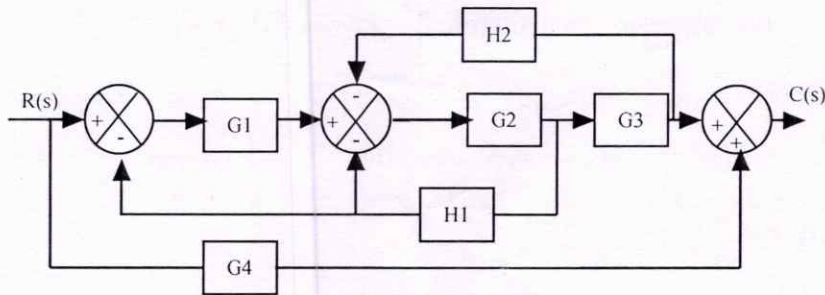 H2
R(s)
C(s)
+
-
G1
-
+
-
G2
G3
+
+
H1
G4